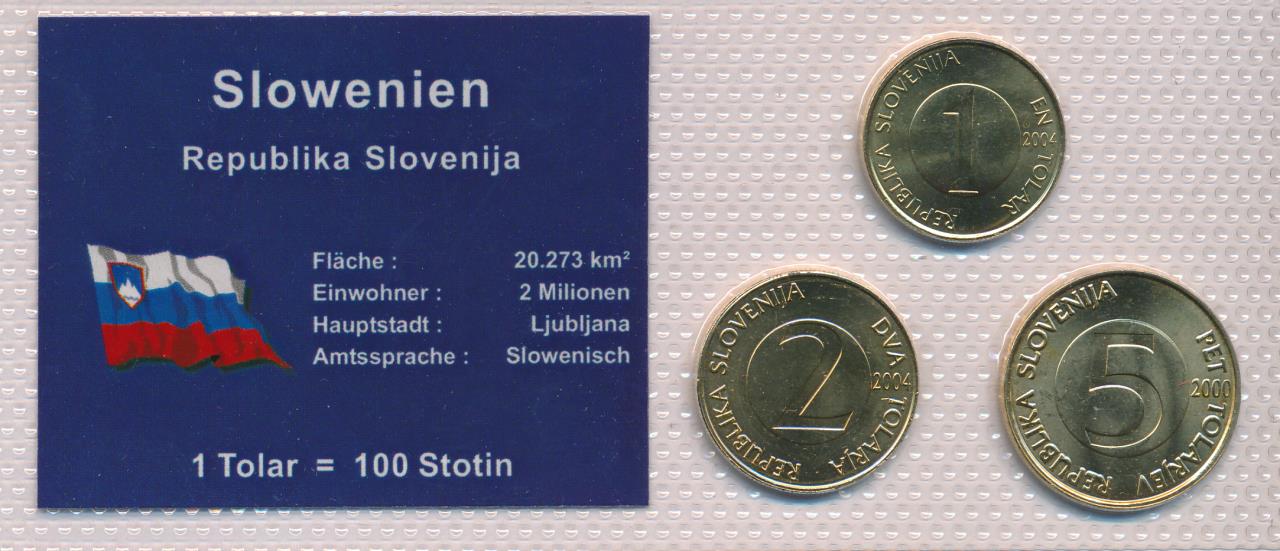 Slowenien
Republika Slovenija
Fläche : 20.273 km²
Einwohner : 2 Milionen
Hauptstadt : Ljubljana
Amtssprache : Slowenisch
1 Tolar = 100 Stotin
REPUBLIKA SLOVENIJA
EN TOLAR
2004
1
REPUBLIKA SLOVENIJA
DVA TOLARJA
2004
2
REPUBLIKA SLOVENIJA
PET TOLARJEV
2000
5